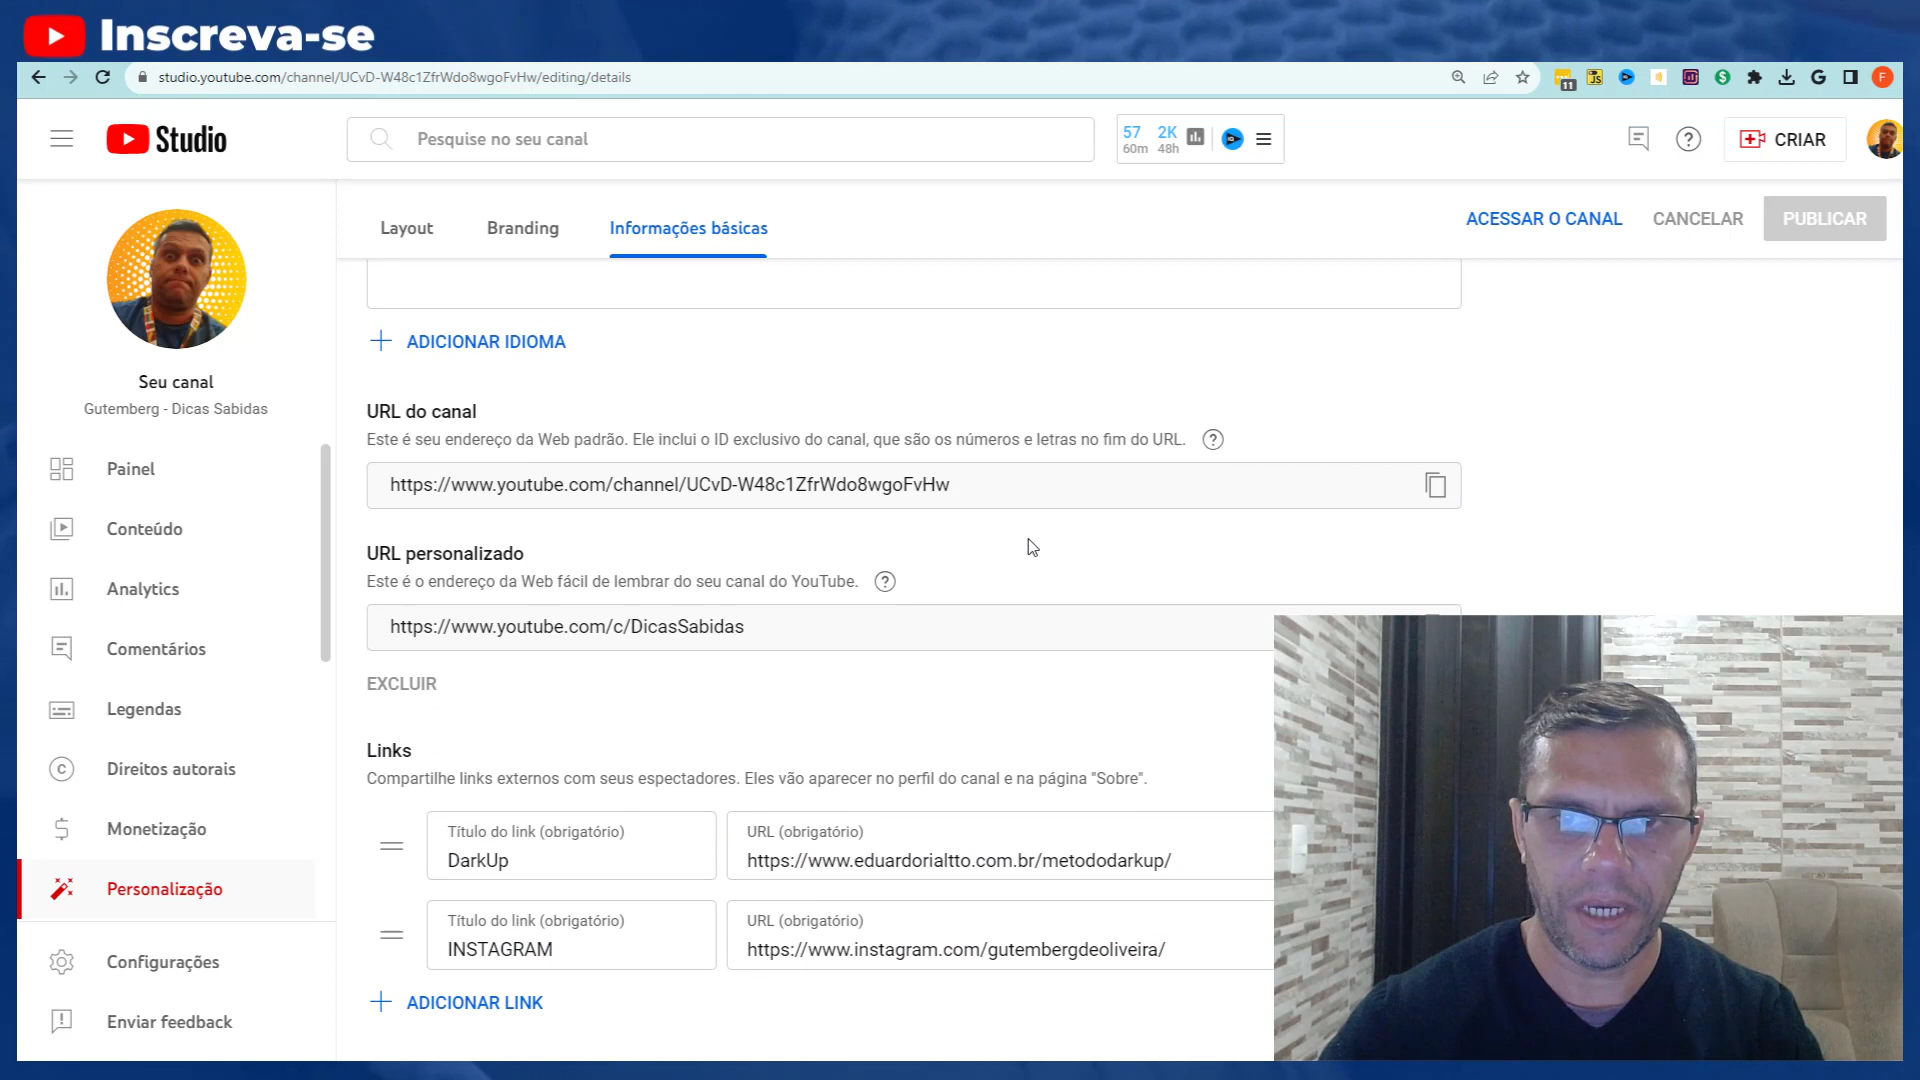 Inscreva-se
studio.youtube.com/channel/UCvD-W48c1ZfrWdo8wgoFvHw/editing/details
11
JS
F
Studio
Pesquise no seu canal
57 2K
60m 48h
CRIAR
Layout
Branding
Informações básicas
ACESSAR O CANAL
CANCELAR
PUBLICAR
Seu canal
Gutemberg - Dicas Sabidas
Painel
Conteúdo
Analytics
Comentários
Legendas
Direitos autorais
Monetização
Personalização
Configurações
Enviar feedback
ADICIONAR IDIOMA
URL do canal
Este é seu endereço da Web padrão. Ele inclui o ID exclusivo do canal, que são os números e letras no fim do URL.
https://www.youtube.com/channel/UCvD-W48c1ZfrWdo8wgoFvHw
URL personalizado
Este é o endereço da Web fácil de lembrar do seu canal do YouTube.
https://www.youtube.com/c/DicasSabidas
EXCLUIR
Links
Compartilhe links externos com seus espectadores. Eles vão aparecer no perfil do canal e na página "Sobre".
Título do link (obrigatório)
DarkUp
URL (obrigatório)
https://www.eduardorialtto.com.br/metododarkup/
Título do link (obrigatório)
INSTAGRAM
URL (obrigatório)
https://www.instagram.com/gutembergdeoliveira/
ADICIONAR LINK